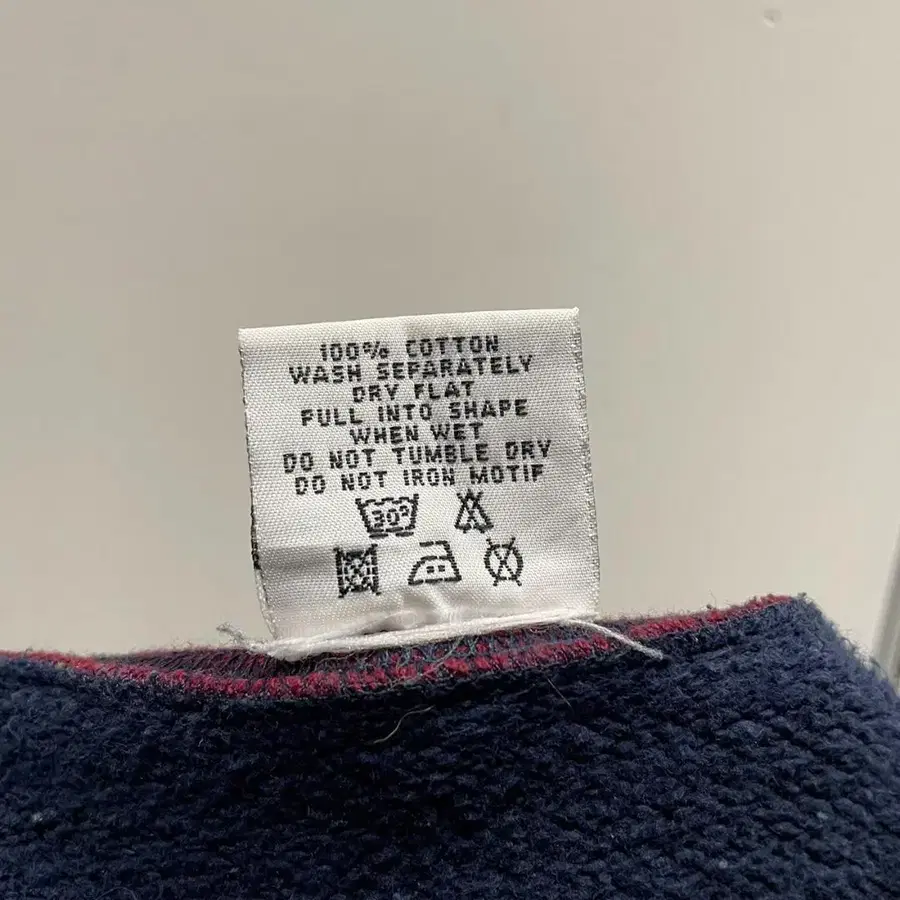 100% COTTON
WASH SEPARATELY
DRY FLAT
PULL INTO SHAPE
WHEN WET
DO NOT TUMBLE DRY
DO NOT IRON MOTIF
30°